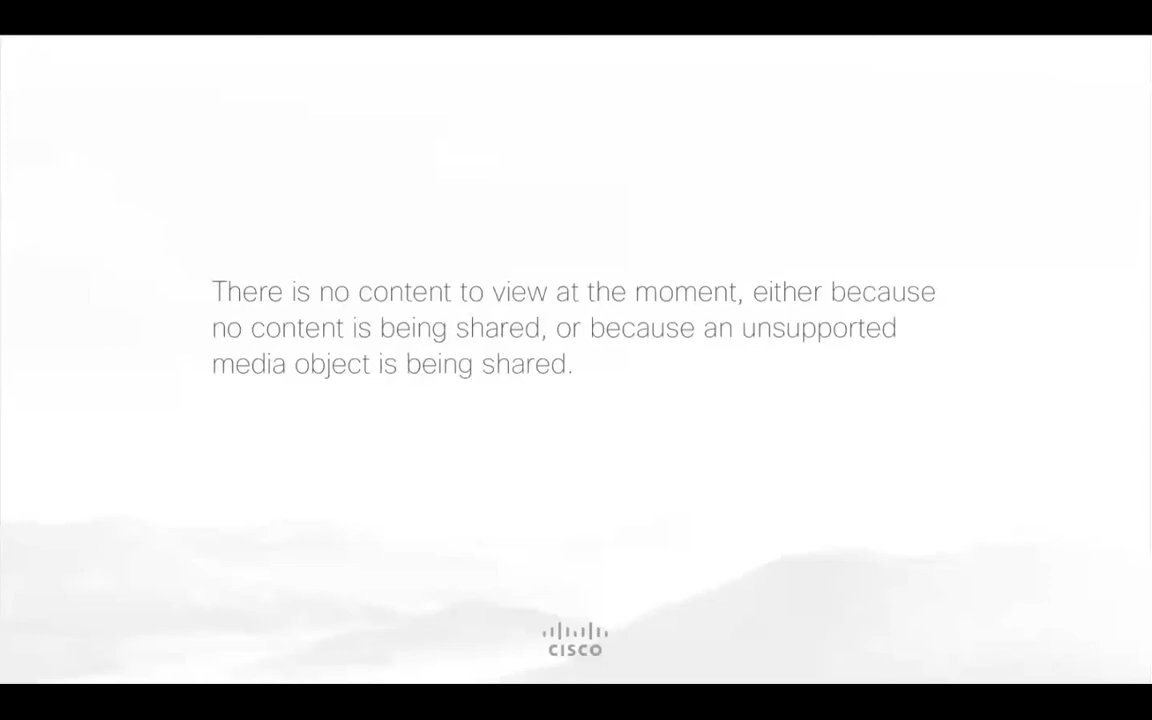 There is no content to view at the moment, either because
no content is being shared, or because an unsupported
media object is being shared.
CISCO